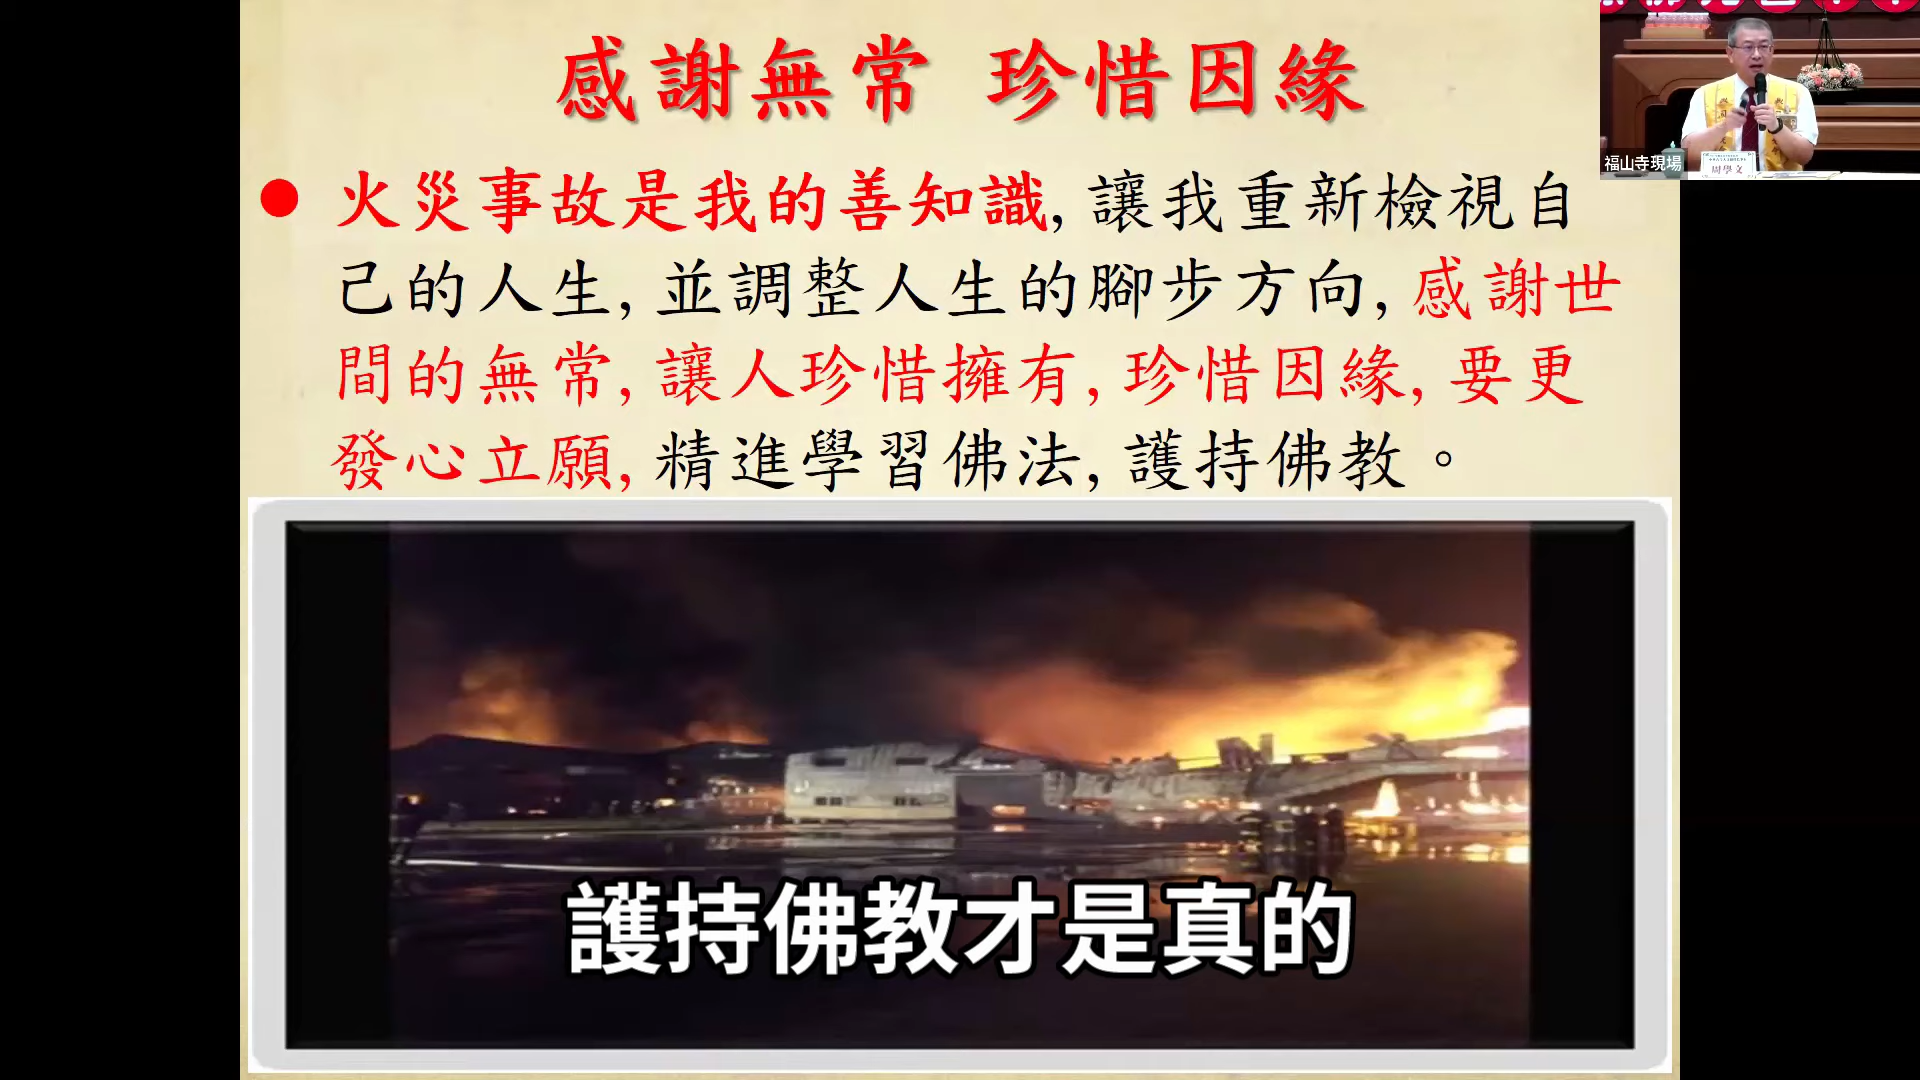 感謝無常 珍惜因緣
火災事故是我的善知識, 讓我重新檢視自
己的人生, 並調整人生的腳步方向, 感謝世
間的無常, 讓人珍惜擁有, 珍惜因緣, 要更
發心立願, 精進學習佛法, 護持佛教。
護持佛教才是真的
福山寺現場
周學文